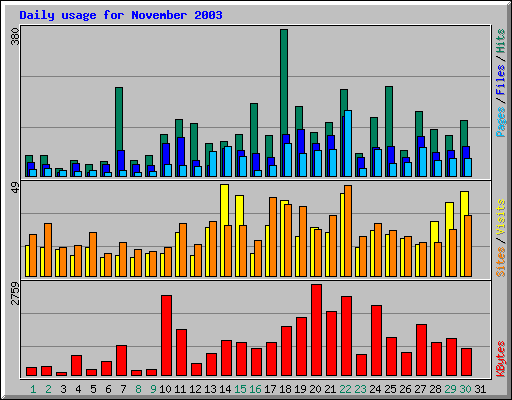 Daily usage for November 2003
380
Pages / Files / Hits
49
Sites / Visits
2759
KBytes
1 2 3 4 5 6 7 8 9 10 11 12 13 14 15 16 17 18 19 20 21 22 23 24 25 26 27 28 29 30 31